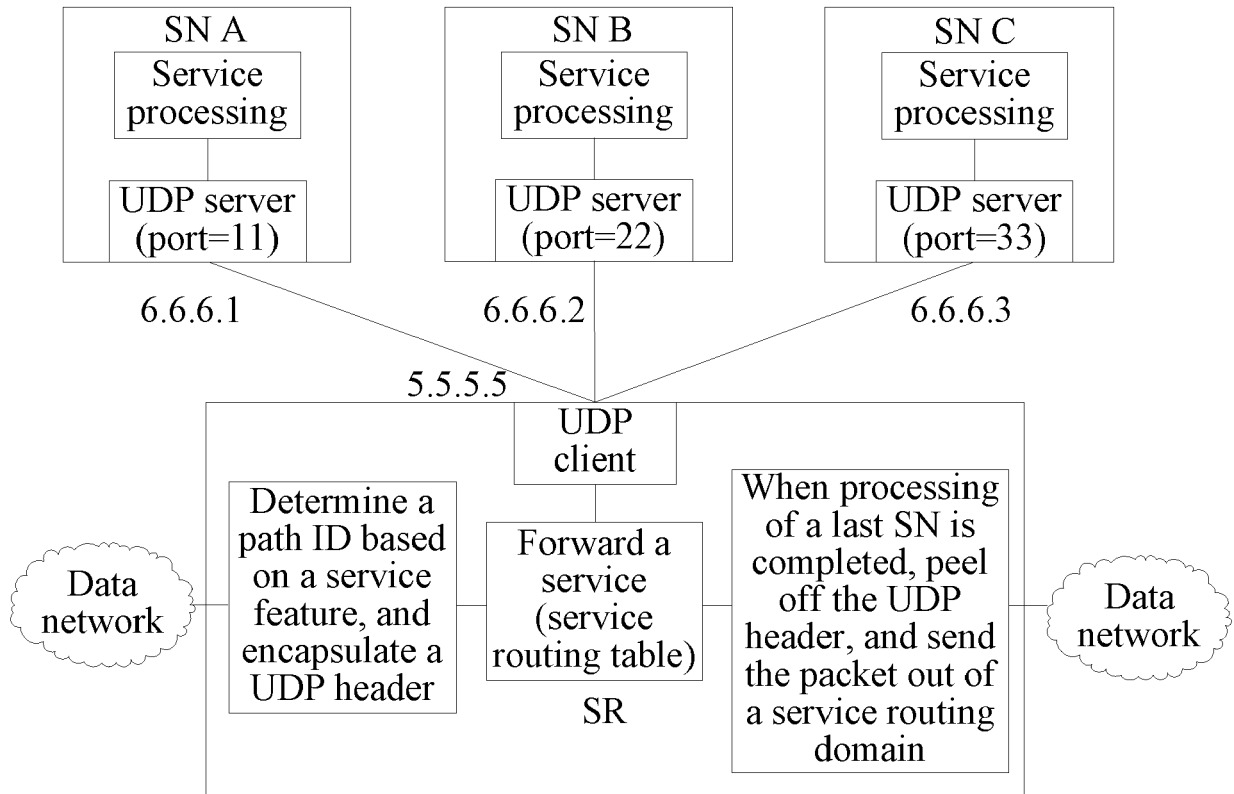 SN A
Service
processing
UDP server
(port=11)
SN B
Service
processing
UDP server
(port=22)
SN C
Service
processing
UDP server
(port=33)
6.6.6.1
6.6.6.2
6.6.6.3
5.5.5.5
UDP
client
Data
network
Determine a
path ID based
on a service
feature, and
encapsulate a
UDP header
Forward a
service
(service
routing table)
SR
When processing
of a last SN is
completed, peel
off the UDP
header, and send
the packet out of
a service routing
domain
Data
network